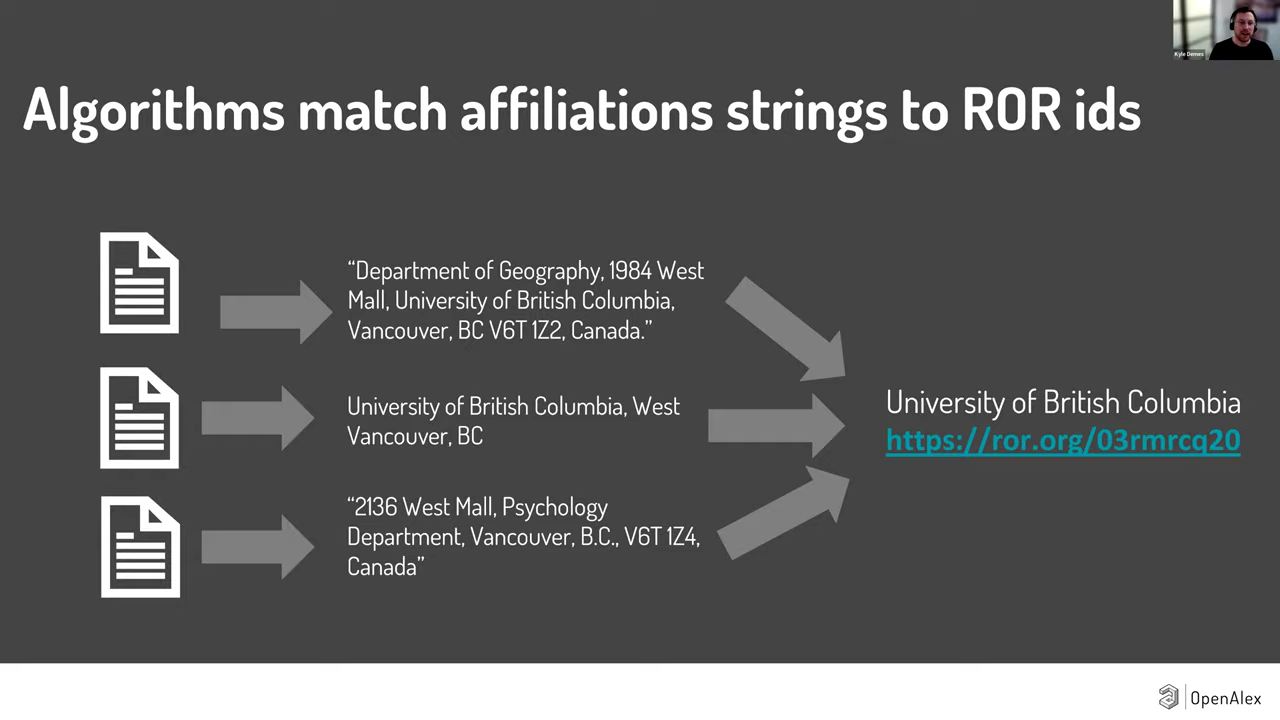 Kyle Demes
Algorithms match affiliations strings to ROR ids
“Department of Geography, 1984 West
Mall, University of British Columbia,
Vancouver, BC V6T 1Z2, Canada.”
University of British Columbia, West
Vancouver, BC
“2136 West Mall, Psychology
Department, Vancouver, B.C., V6T 1Z4,
Canada”
University of British Columbia
https://ror.org/03rmrcq20
OpenAlex